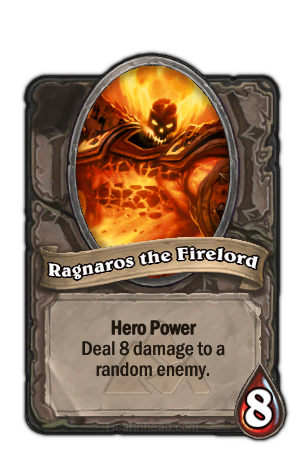 Ragnaros the Firelord
Hero Power
Deal 8 damage to a
random enemy.
8